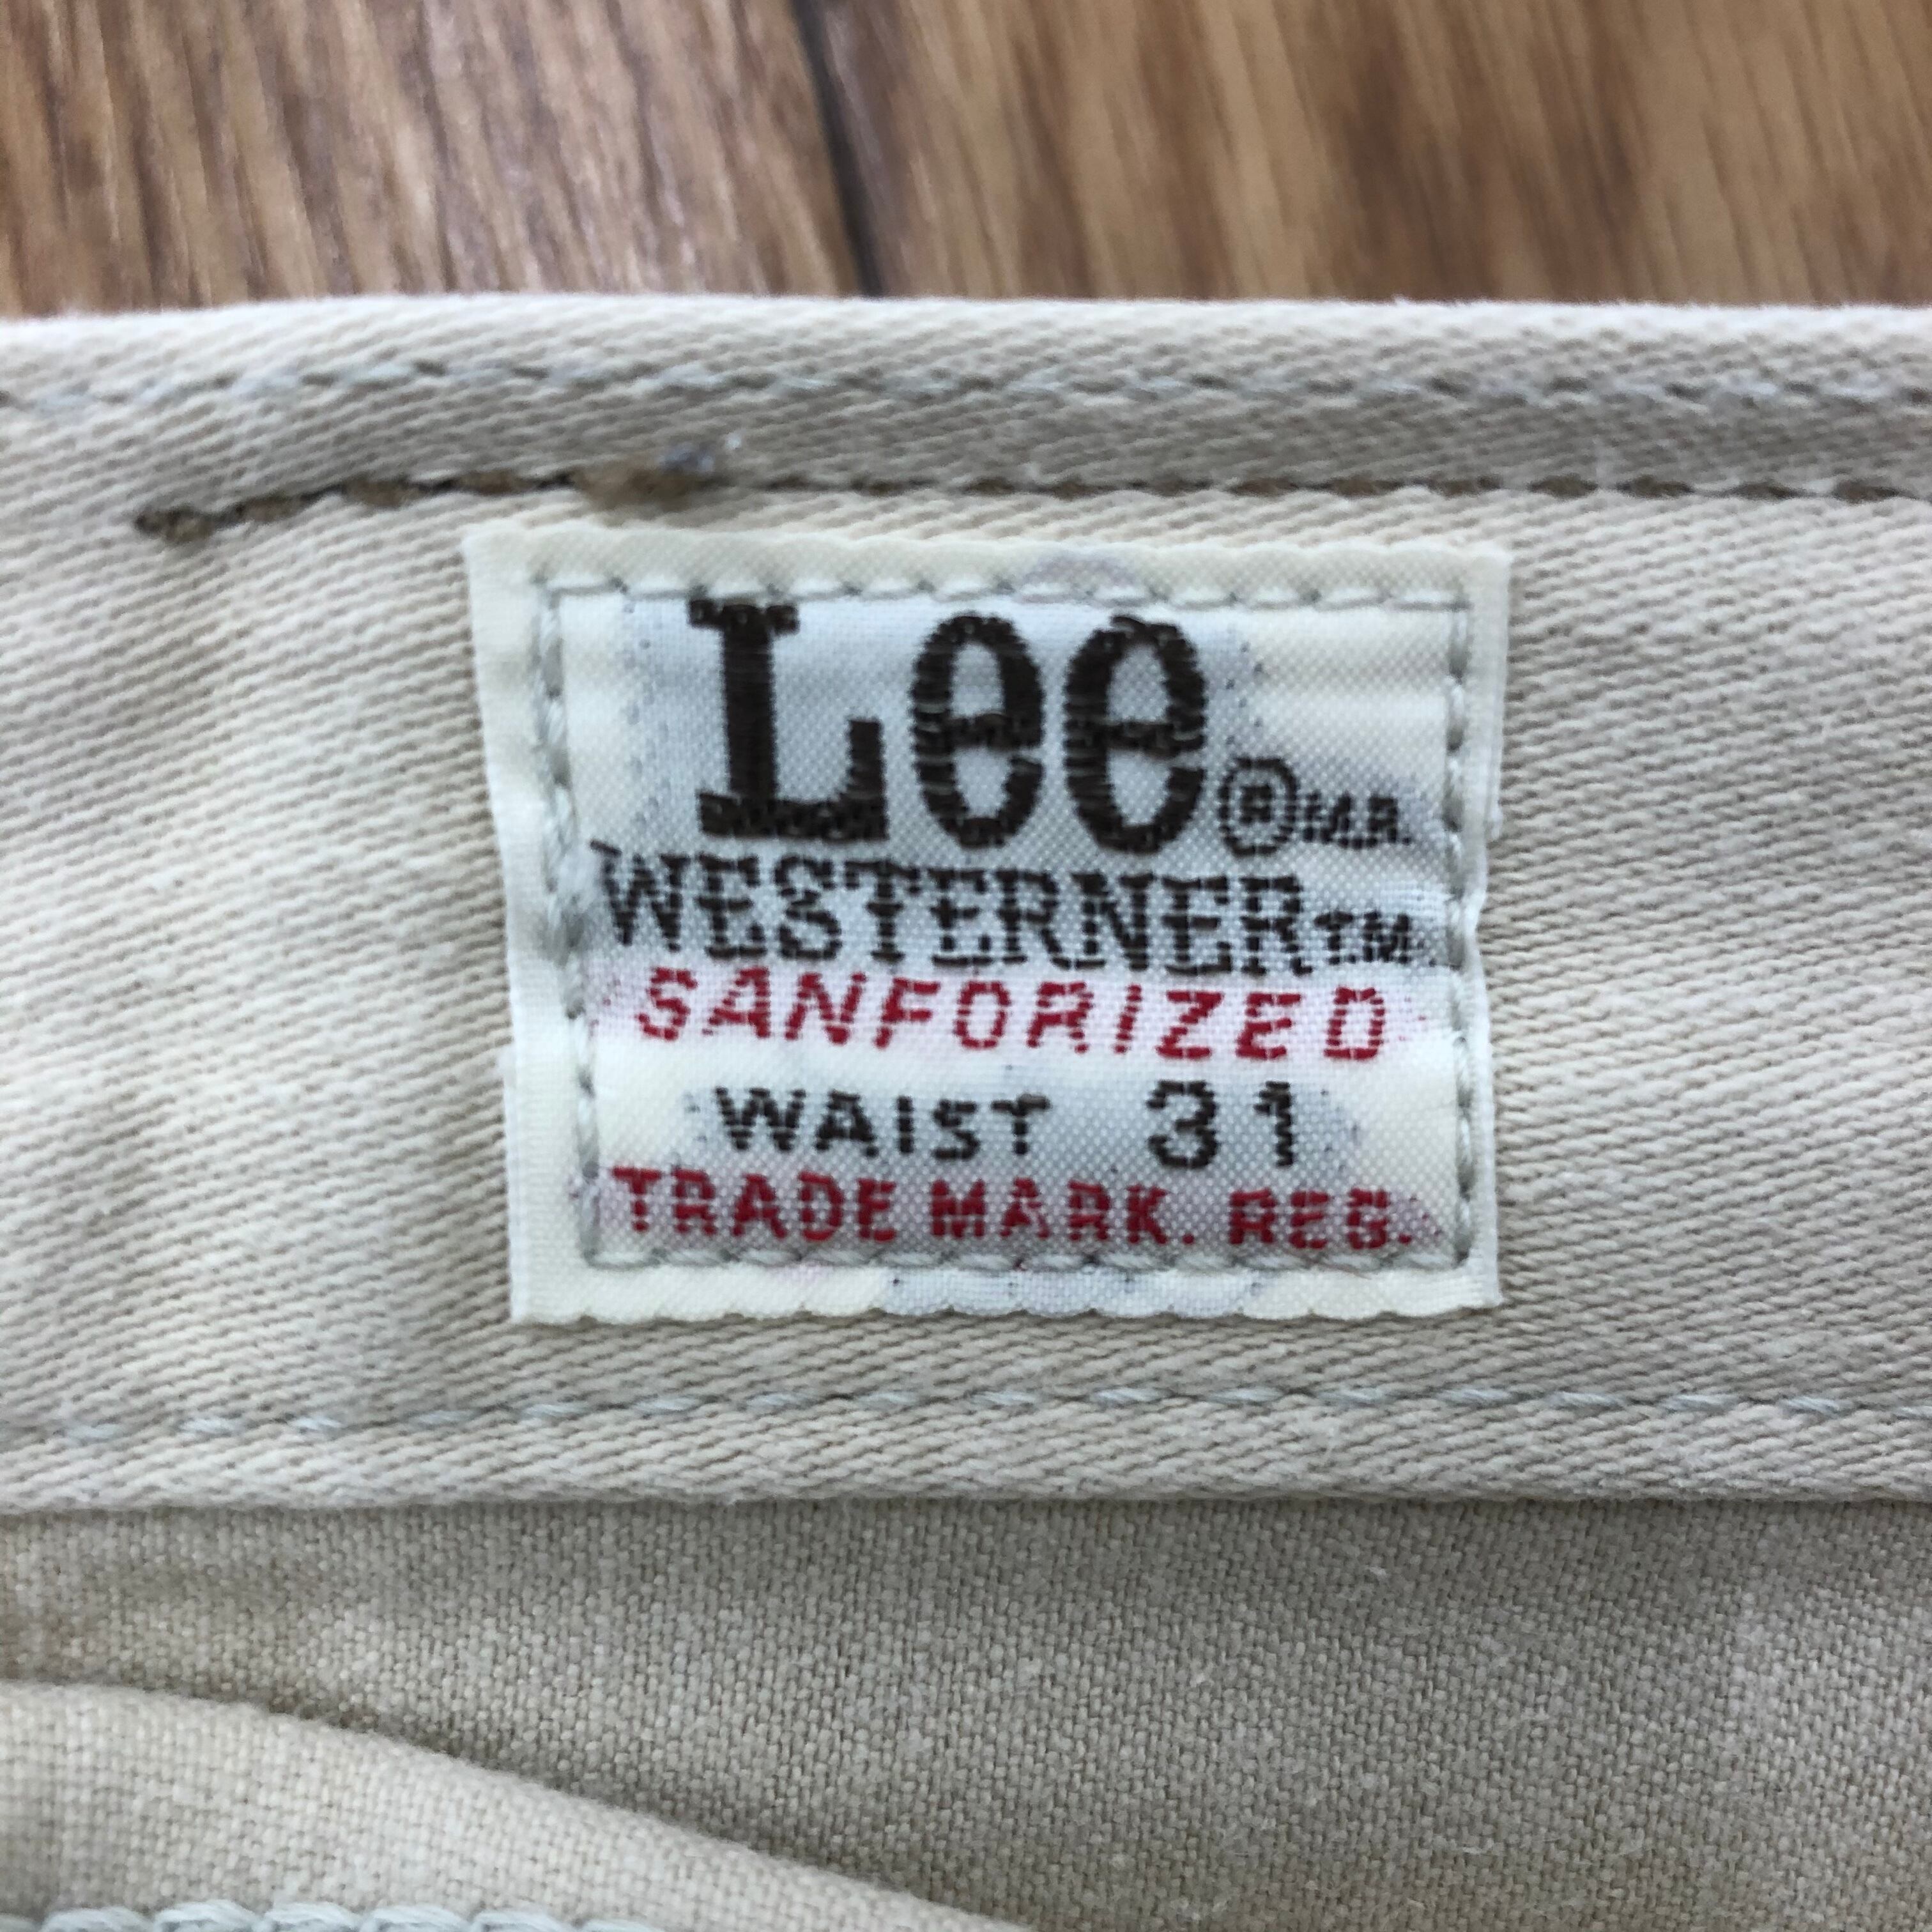 Lee® M.R.
WESTERNER T.M.
SANFORIZED
WAIST 31
TRADE MARK. REG.